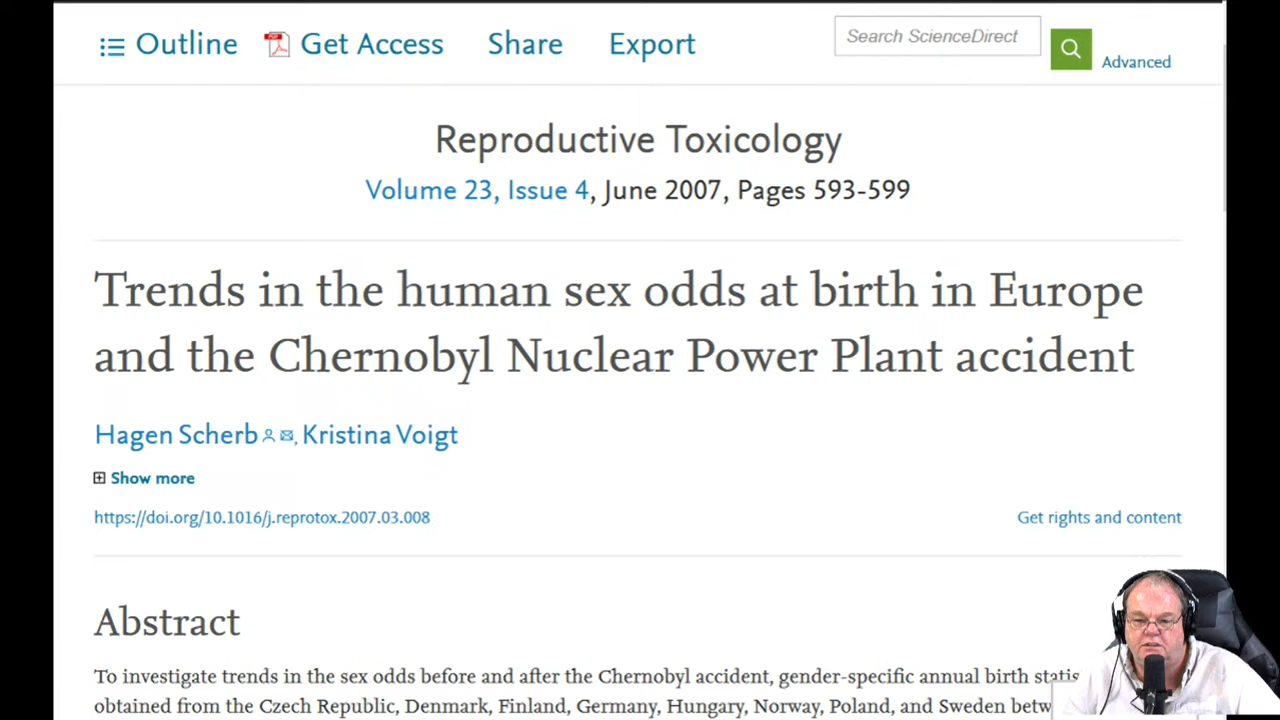 Outline Get Access Share Export Search ScienceDirect Advanced
Reproductive Toxicology
Volume 23, Issue 4, June 2007, Pages 593-599
Trends in the human sex odds at birth in Europe
and the Chernobyl Nuclear Power Plant accident
Hagen Scherb , Kristina Voigt
Show more
https://doi.org/10.1016/j.reprotox.2007.03.008 Get rights and content
Abstract
To investigate trends in the sex odds before and after the Chernobyl accident, gender-specific annual birth
obtained from the Czech Republic, Denmark, Finland, Germany, Hungary, Norway, Poland, and Sweden